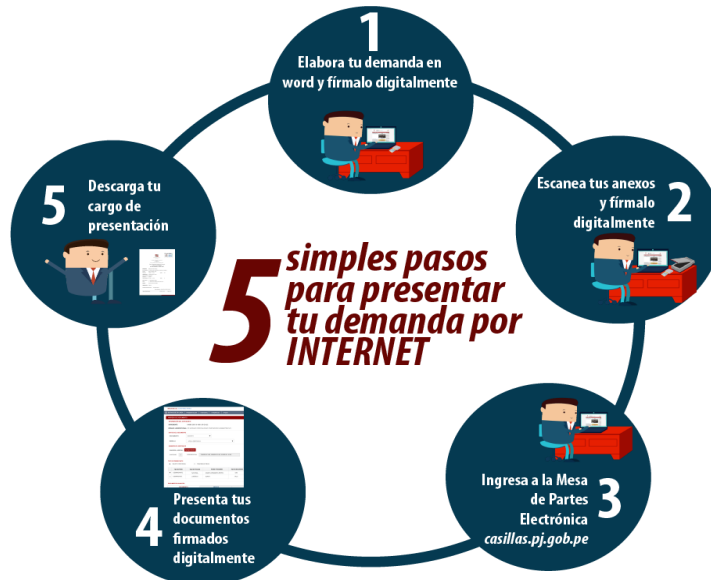 1
Elabora tu demanda en
word y fírmalo digitalmente
2
Escanea tus anexos
y fírmalo
digitalmente
3
Ingresa a la Mesa
de Partes
Electrónica
casillas.pj.gob.pe
4
Presenta tus
documentos
firmados
digitalmente
5
Descarga tu
cargo de
presentación
5 simples pasos
para presentar
tu demanda por
INTERNET